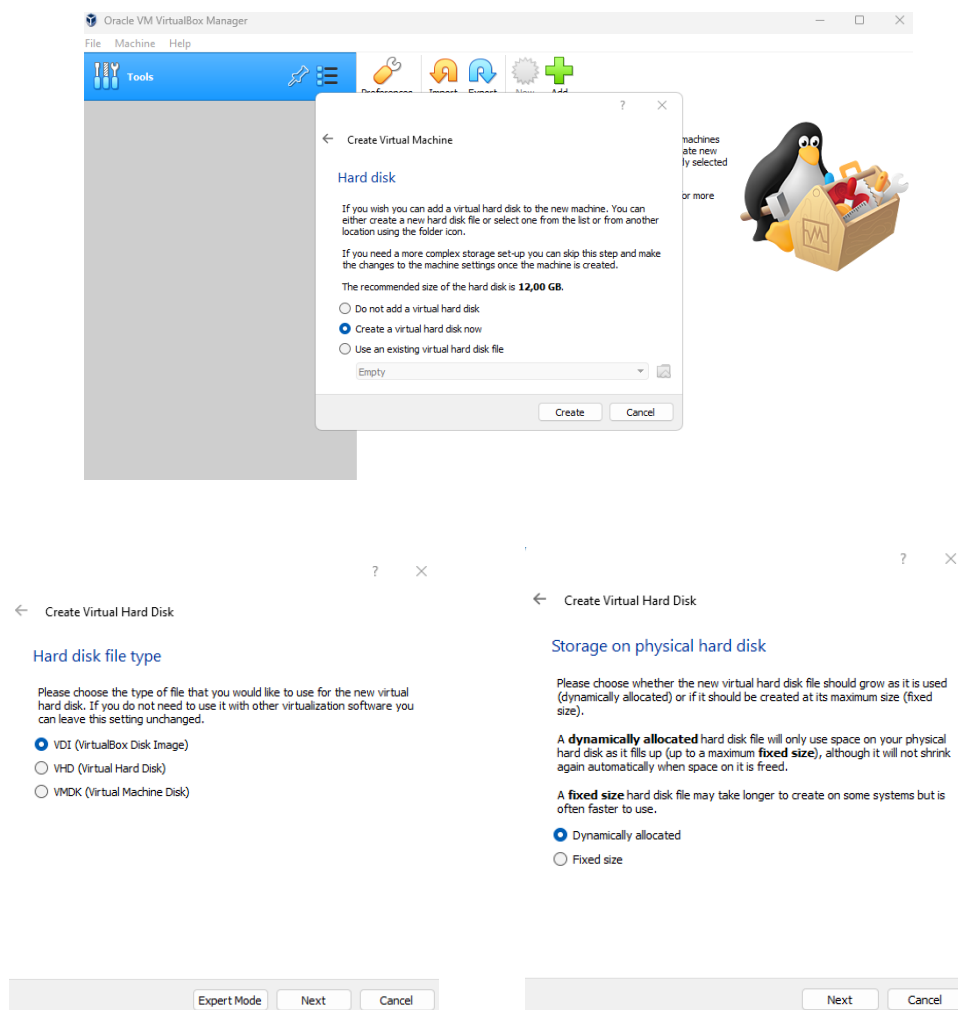 Oracle VM VirtualBox Manager
File Machine Help
Tools
Preferences Import Export New Add
? ×
machines
ate new
ly selected
or more
← Create Virtual Machine
Hard disk
If you wish you can add a virtual hard disk to the new machine. You can
either create a new hard disk file or select one from the list or from another
location using the folder icon.
If you need a more complex storage set-up you can skip this step and make
the changes to the machine settings once the machine is created.
The recommended size of the hard disk is 12,00 GB.
Do not add a virtual hard disk
Create a virtual hard disk now
Use an existing virtual hard disk file
Empty
Create Cancel
? ×
← Create Virtual Hard Disk
Hard disk file type
Please choose the type of file that you would like to use for the new virtual
hard disk. If you do not need to use it with other virtualization software you
can leave this setting unchanged.
VDI (VirtualBox Disk Image)
VHD (Virtual Hard Disk)
VMDK (Virtual Machine Disk)
Expert Mode Next Cancel
? ×
← Create Virtual Hard Disk
Storage on physical hard disk
Please choose whether the new virtual hard disk file should grow as it is used
(dynamically allocated) or if it should be created at its maximum size (fixed
size).
A dynamically allocated hard disk file will only use space on your physical
hard disk as it fills up (up to a maximum fixed size), although it will not shrink
again automatically when space on it is freed.
A fixed size hard disk file may take longer to create on some systems but is
often faster to use.
Dynamically allocated
Fixed size
Next Cancel